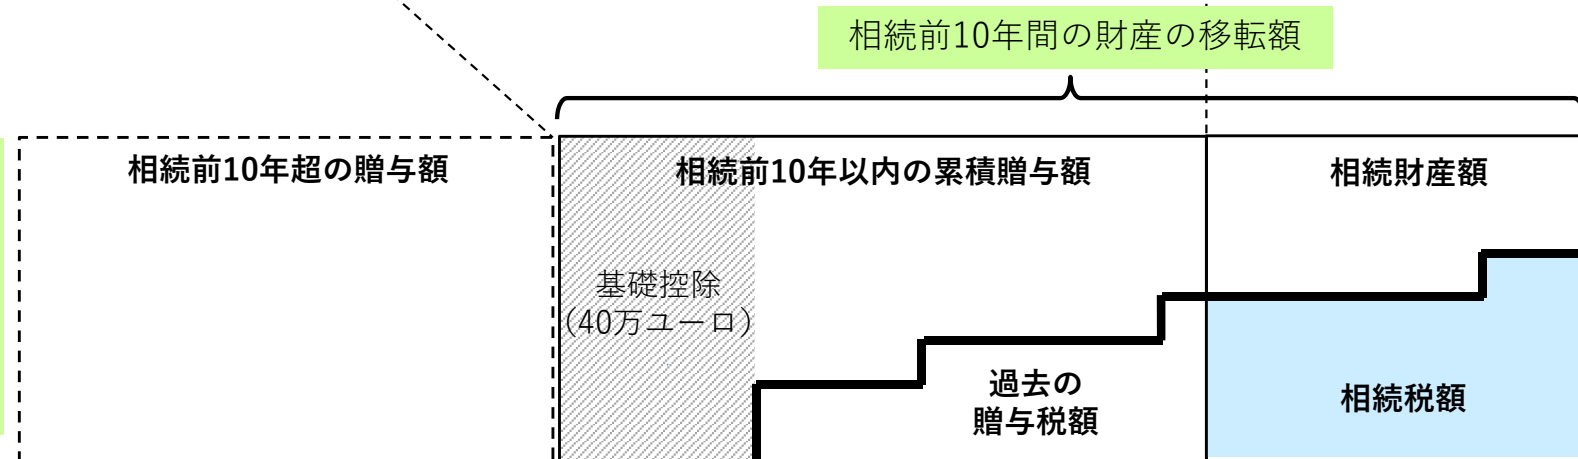 相続前10年間の財産の移転額
相続前10年超の贈与額
相続前10年以内の累積贈与額
相続財産額
基礎控除
（40万ユーロ）
過去の
贈与税額
相続税額